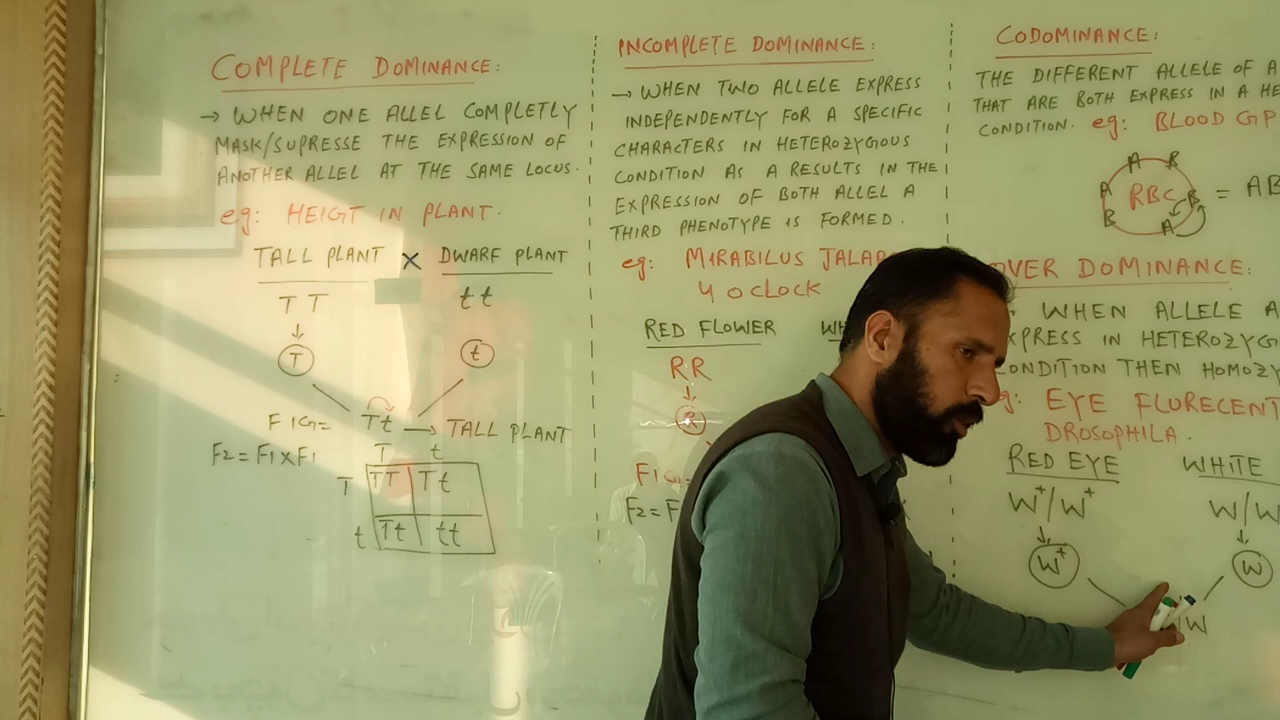 COMPLETE DOMINANCE:
→ WHEN ONE ALLEL COMPLETLY
MASK/SUPRESSE THE EXPRESSION OF
ANOTHER ALLEL AT THE SAME LOCUS.
eg: HEIGT IN PLANT.
TALL PLANT × DWARF PLANT
TT tt
T t
F1G= Tt → TALL PLANT
F2=F1×F1
T t
T TT Tt
t Tt tt
INCOMPLETE DOMINANCE:
→ WHEN TWO ALLELE EXPRESS
INDEPENDENTLY FOR A SPECIFIC
CHARACTERS IN HETEROZYGOUS
CONDITION AS A RESULTS IN THE
EXPRESSION OF BOTH ALLEL A
THIRD PHENOTYPE IS FORMED.
eg: MIRABILUS JALAP
4 O CLOCK
RED FLOWER WH
RR
R
F1G
F2=F
CODOMINANCE:
THE DIFFERENT ALLELE OF A
THAT ARE BOTH EXPRESS IN A HE
CONDITION. eg: BLOOD GP
A B
A RBC B = AB
B A
OVER DOMINANCE:
WHEN ALLELE A
XPRESS IN HETEROZYG
CONDITION THEN HOMOZY
g: EYE FLURECENT
DROSOPHILA.
RED EYE WHITE
W⁺/W⁺ W/W
W⁺ W
/W